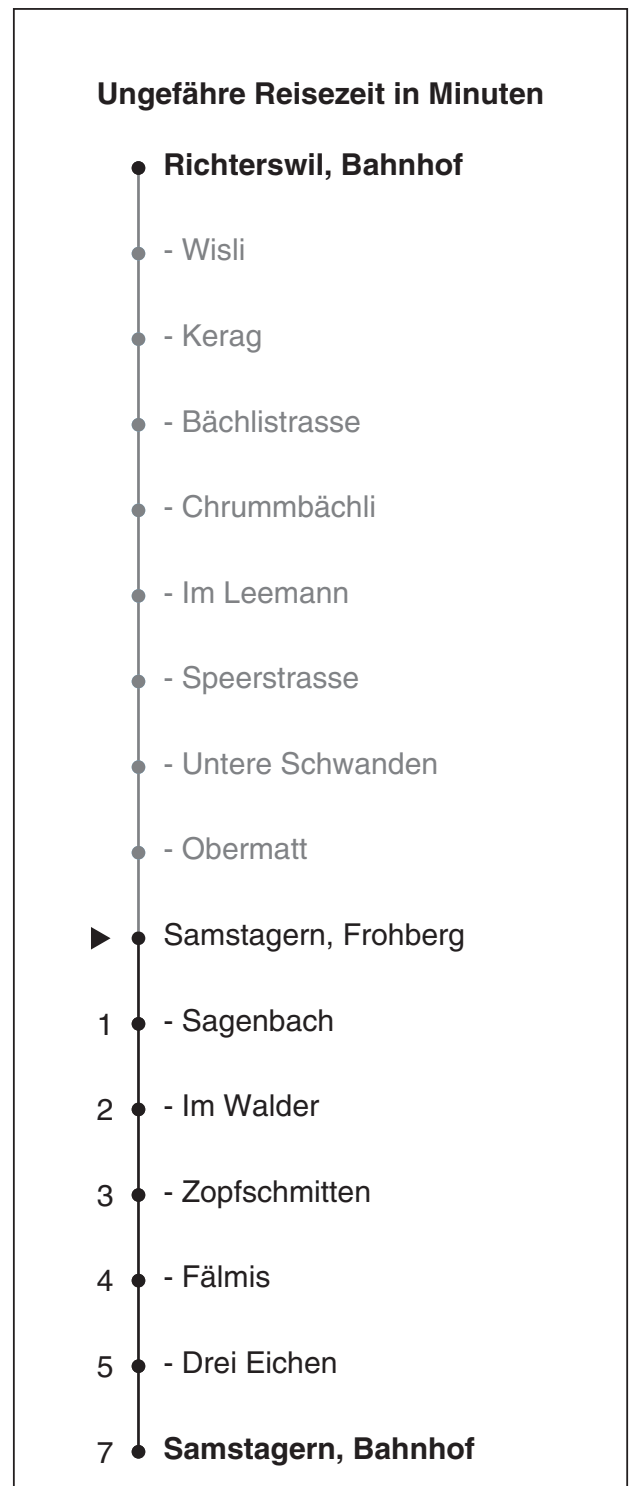 Ungefähre Reisezeit in Minuten
Richterswil, Bahnhof
- Wisli
- Kerag
- Bächlistrasse
- Chrummbächli
- Im Leemann
- Speerstrasse
- Untere Schwanden
- Obermatt
Samstagern, Frohberg
1 - Sagenbach
2 - Im Walder
3 - Zopfschmitten
4 - Fälmis
5 - Drei Eichen
7 Samstagern, Bahnhof